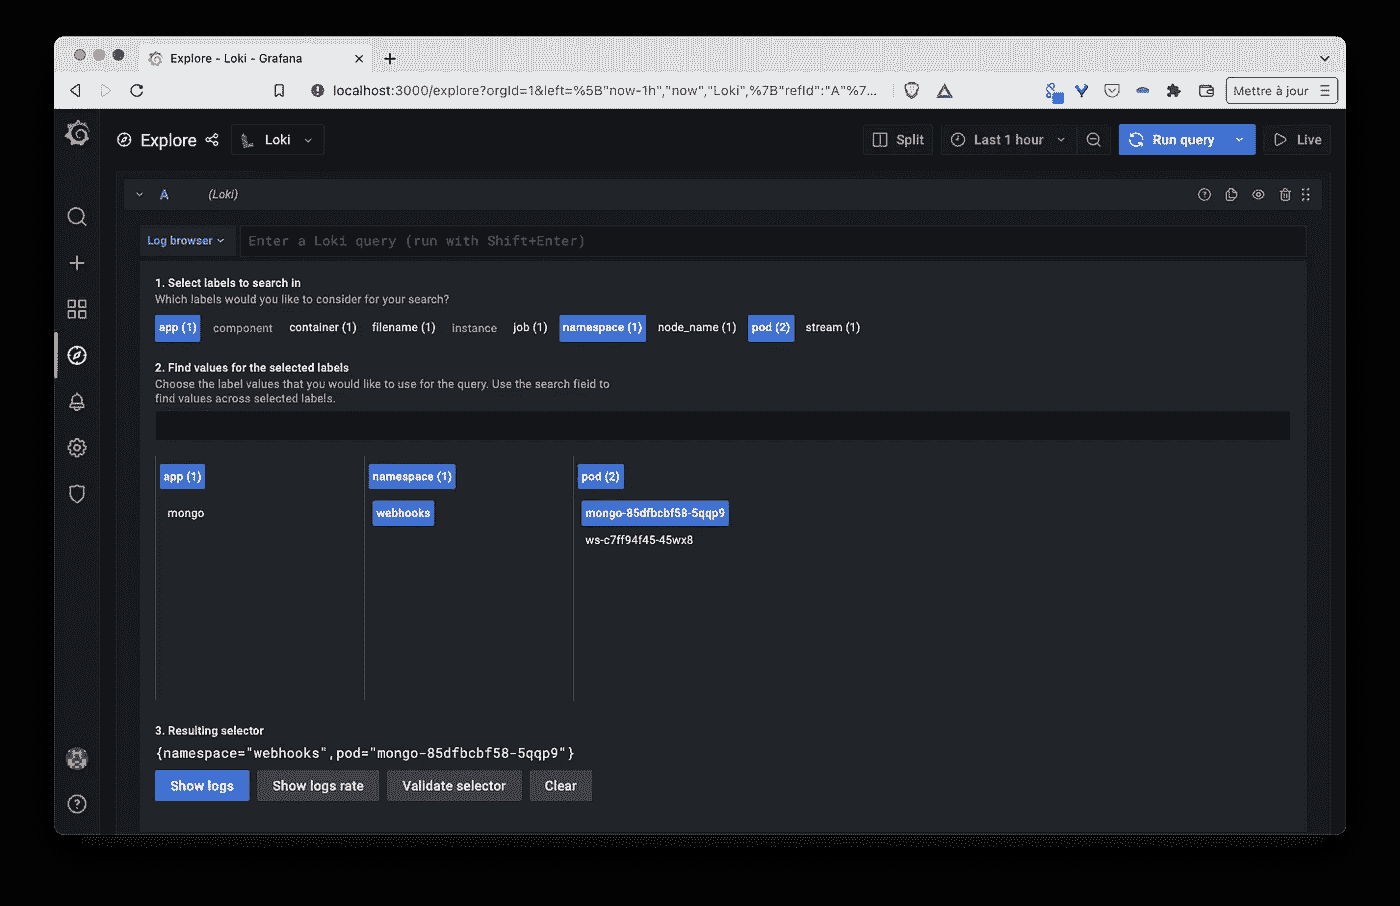 Explore - Loki - Grafana
localhost:3000/explore?orgId=1&left=%5B"now-1h","now","Loki",%7B"refId":"A"%7...
Mettre à jour
Explore Loki Split Last 1 hour Run query Live
A (Loki)
Log browser Enter a Loki query (run with Shift+Enter)
1. Select labels to search in
Which labels would you like to consider for your search?
app (1) component container (1) filename (1) instance job (1) namespace (1) node_name (1) pod (2) stream (1)
2. Find values for the selected labels
Choose the label values that you would like to use for the query. Use the search field to
find values across selected labels.
app (1) namespace (1) pod (2)
mongo webhooks mongo-85dfbcbf58-5qqp9
ws-c7ff94f45-45wx8
3. Resulting selector
{namespace="webhooks",pod="mongo-85dfbcbf58-5qqp9"}
Show logs Show logs rate Validate selector Clear